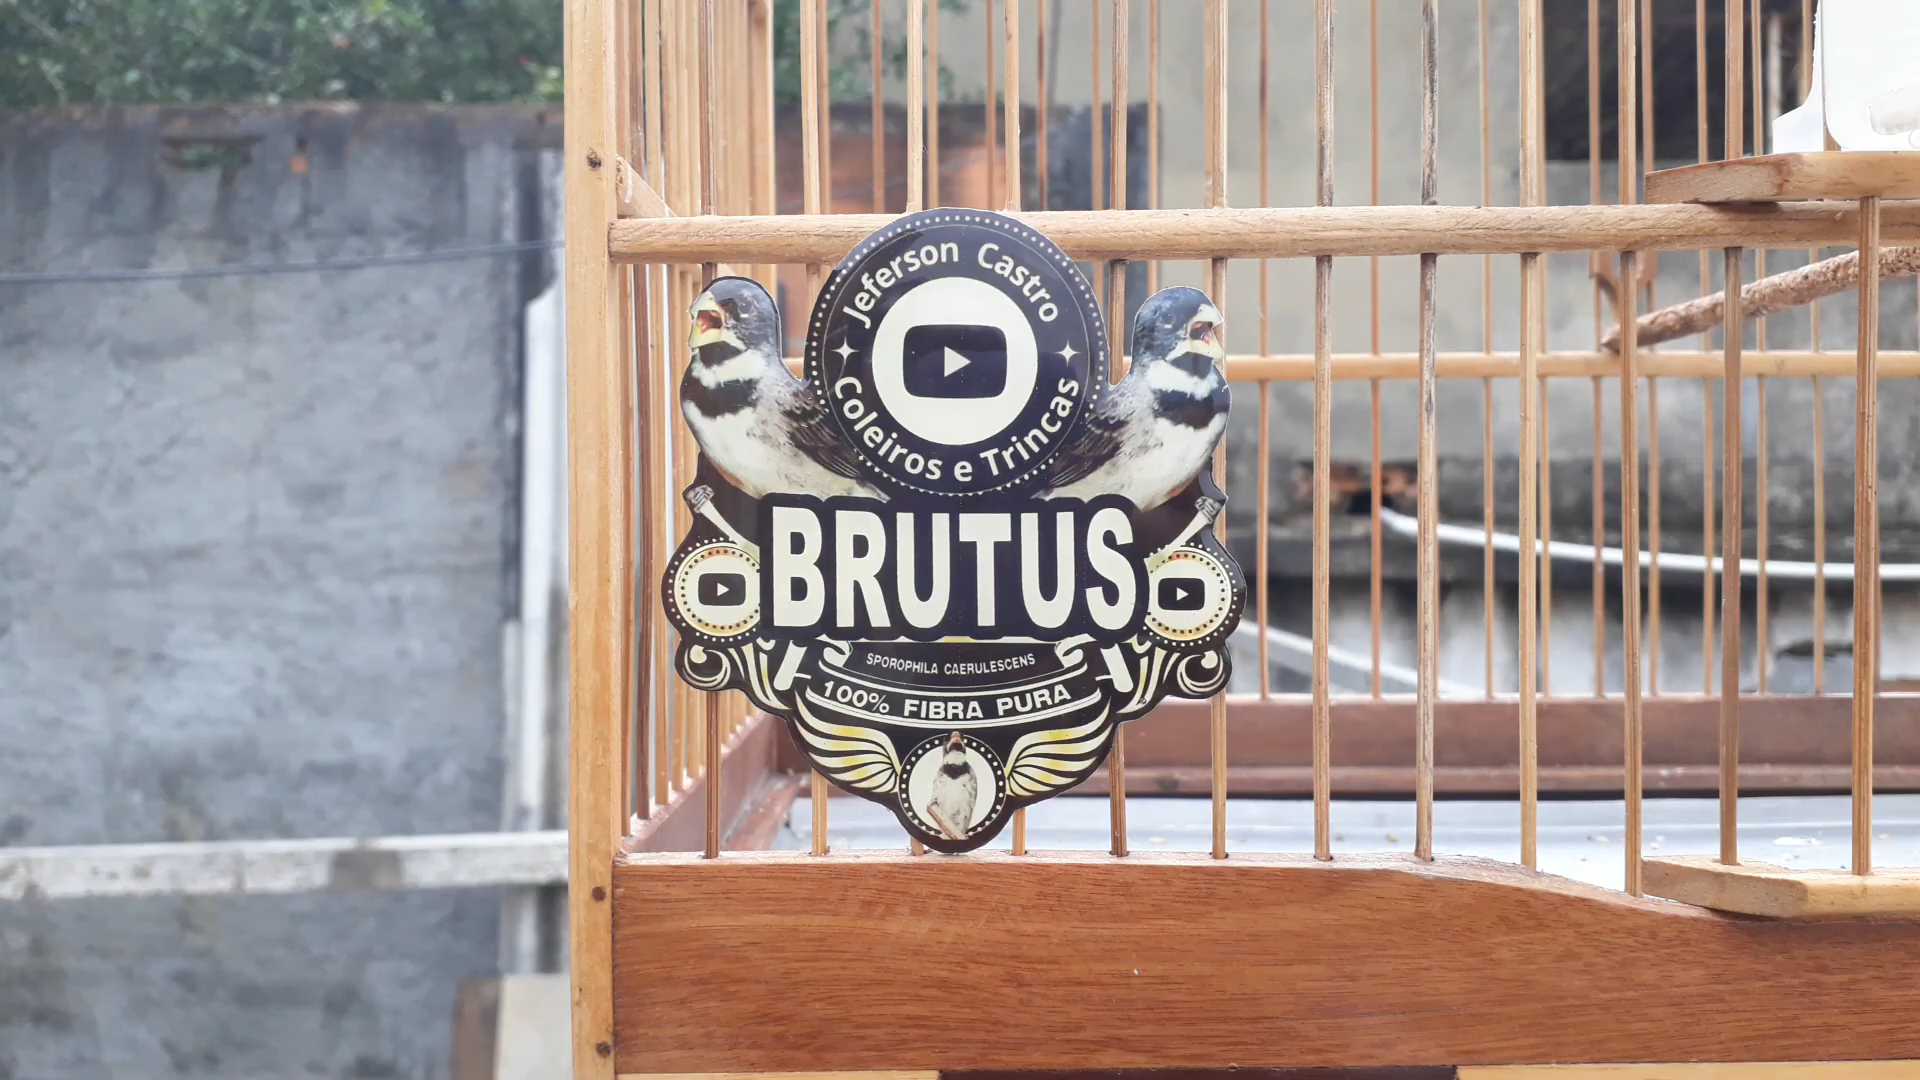 Jeferson Castro
Coleiros e Trincas
BRUTUS
SPOROPHILA CAERULESCENS
100% FIBRA PURA